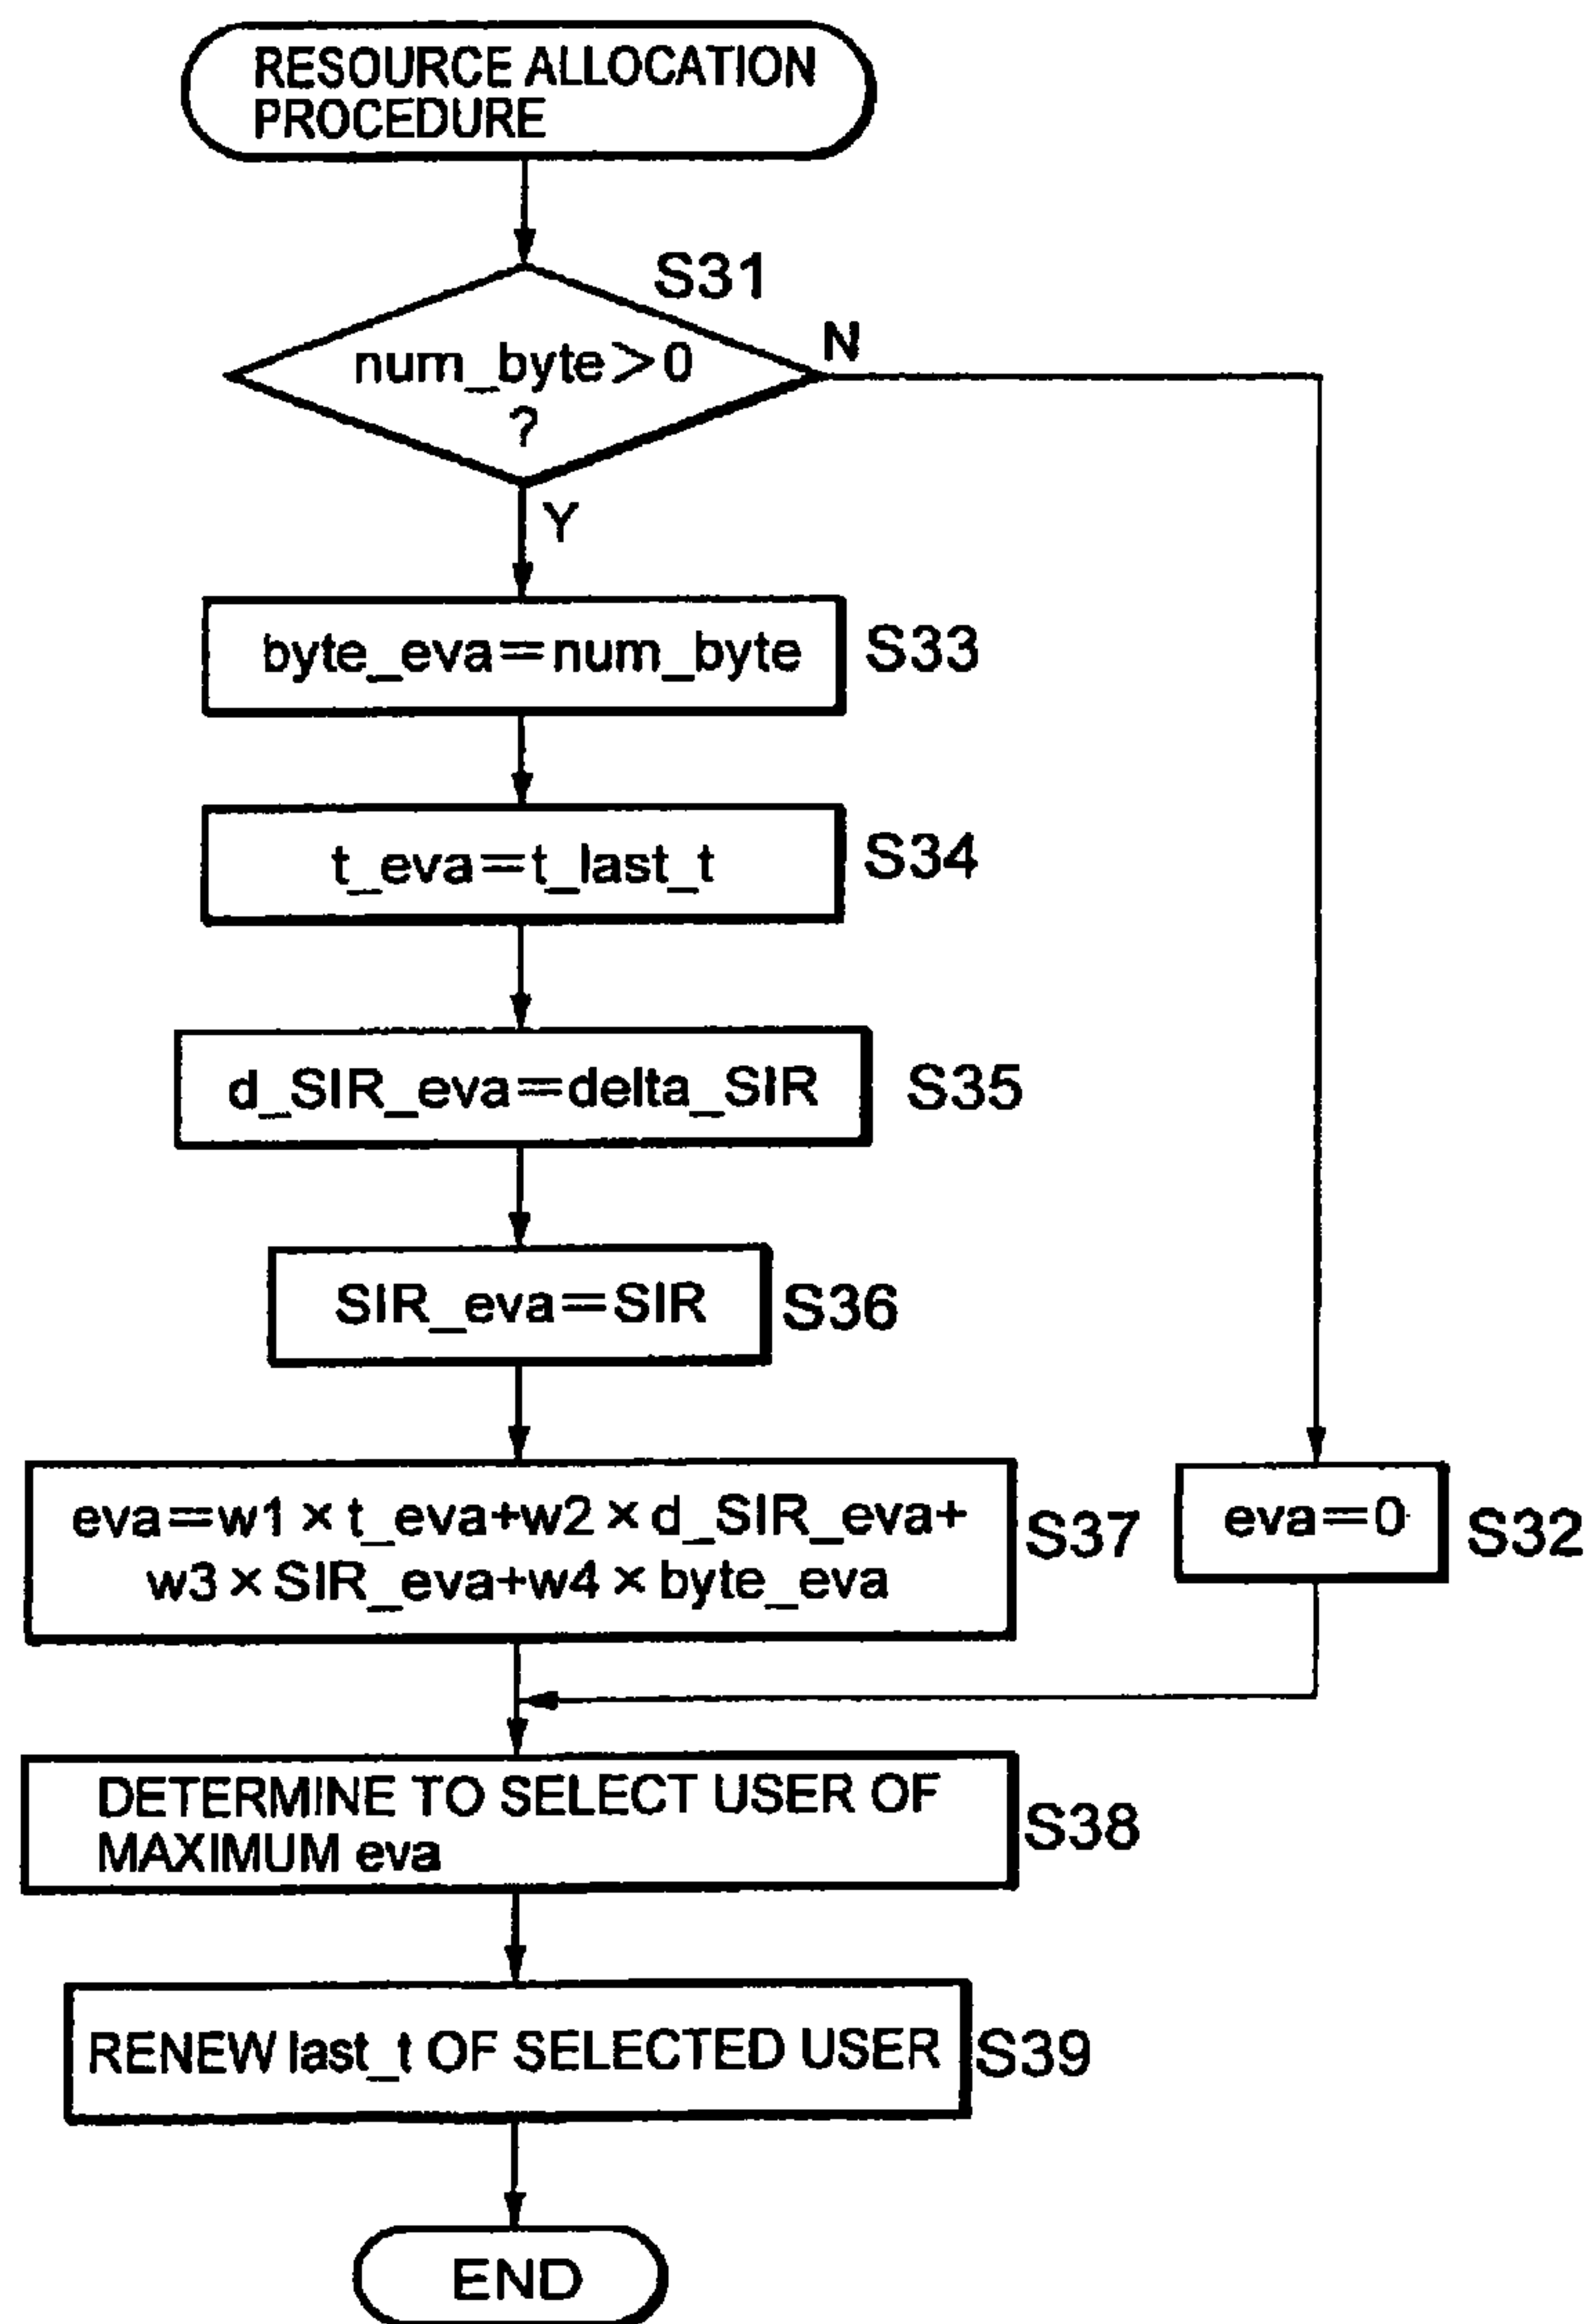 RESOURCE ALLOCATION
PROCEDURE
S31
num_byte>0
?
N
Y
byte_eva=num_byte
S33
t_eva=t_last_t
S34
d_SIR_eva=delta_SIR
S35
SIR_eva=SIR
S36
eva=w1×t_eva+w2×d_SIR_eva+
w3×SIR_eva+w4×byte_eva
S37
eva=0
S32
DETERMINE TO SELECT USER OF
MAXIMUM eva
S38
RENEW last_t OF SELECTED USER
S39
END